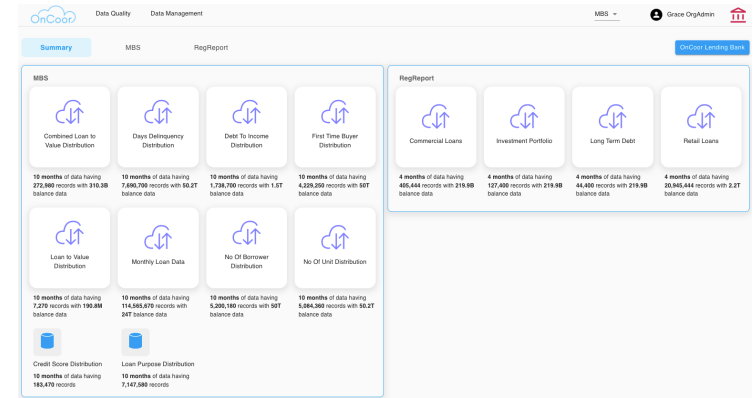 OnCoor
Data Quality
Data Management
MBS
Grace OrgAdmin
Summary
MBS
RegReport
OnCoor Lending Bank
MBS
Combined Loan to
Value Distribution
10 months of data having
272,980 records with 310.3B
balance data
Days Delinquency
Distribution
10 months of data having
7,690,700 records with 50.2T
balance data
Debt To Income
Distribution
10 months of data having
1,738,700 records with 1.5T
balance data
First Time Buyer
Distribution
10 months of data having
4,229,250 records with 50T
balance data
Loan to Value
Distribution
10 months of data having
7,270 records with 190.8M
balance data
Monthly Loan Data
10 months of data having
114,565,670 records with
24T balance data
No Of Borrower
Distribution
10 months of data having
5,200,180 records with 50T
balance data
No Of Unit Distribution
10 months of data having
5,084,360 records with 50.2T
balance data
Credit Score Distribution
10 months of data having
183,470 records
Loan Purpose Distribution
10 months of data having
7,147,580 records
RegReport
Commercial Loans
4 months of data having
405,444 records with 219.9B
balance data
Investment Portfolio
4 months of data having
127,400 records with 219.9B
balance data
Long Term Debt
4 months of data having
44,400 records with 219.9B
balance data
Retail Loans
4 months of data having
20,945,444 records with 2.2T
balance data